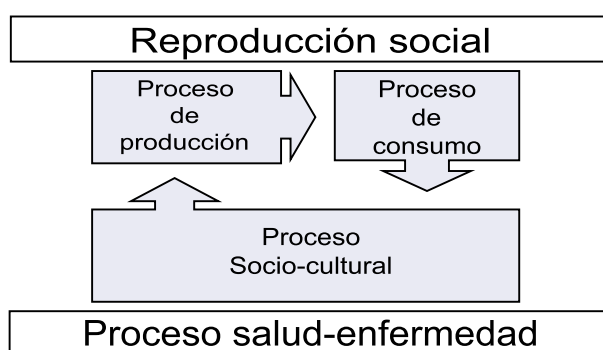 Reproducción social
Proceso
de
producción
Proceso
de
consumo
Proceso
Socio-cultural
Proceso salud-enfermedad